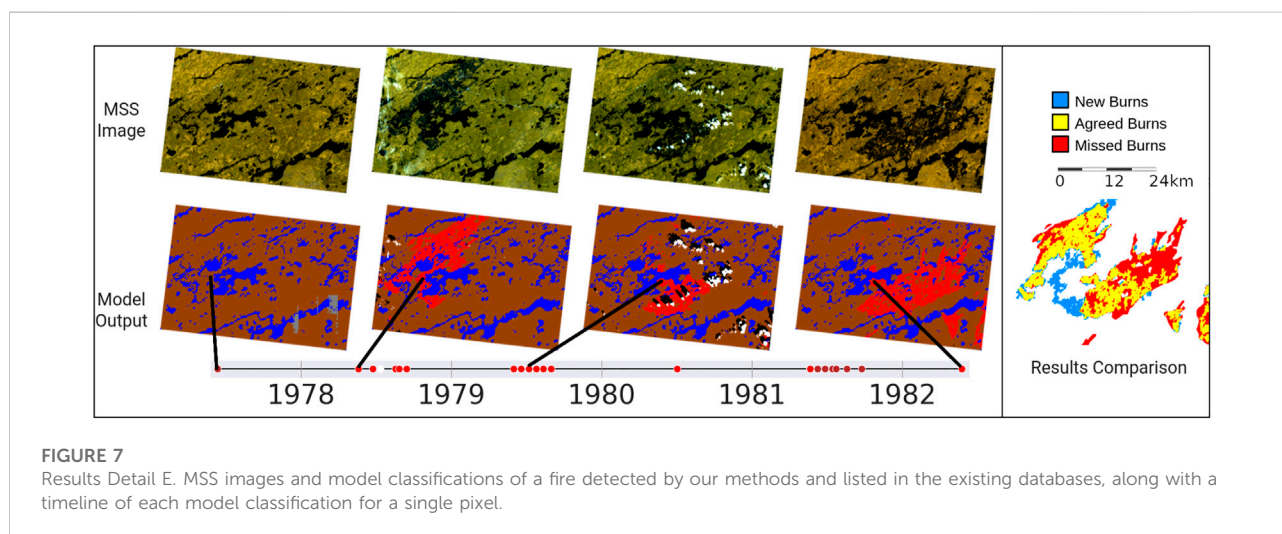 MSS
Image
Model
Output
1978
1979
1980
1981
1982
New Burns
Agreed Burns
Missed Burns
0 12 24km
Results Comparison
FIGURE 7
Results Detail E. MSS images and model classifications of a fire detected by our methods and listed in the existing databases, along with a
timeline of each model classification for a single pixel.